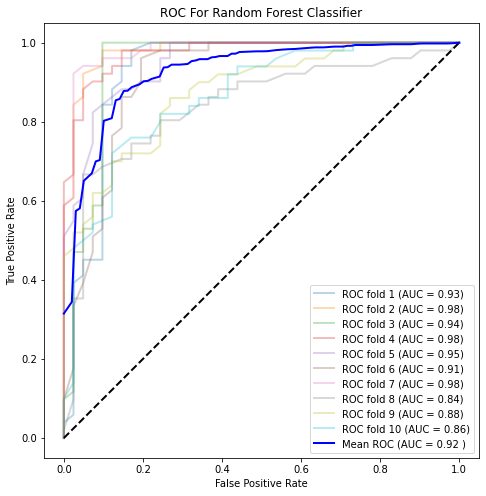 ROC For Random Forest Classifier
True Positive Rate
1.0
0.8
0.6
0.4
0.2
0.0
ROC fold 1 (AUC = 0.93)
ROC fold 2 (AUC = 0.98)
ROC fold 3 (AUC = 0.94)
ROC fold 4 (AUC = 0.98)
ROC fold 5 (AUC = 0.95)
ROC fold 6 (AUC = 0.91)
ROC fold 7 (AUC = 0.98)
ROC fold 8 (AUC = 0.84)
ROC fold 9 (AUC = 0.88)
ROC fold 10 (AUC = 0.86)
Mean ROC (AUC = 0.92 )
0.0 0.2 0.4 0.6 0.8 1.0
False Positive Rate